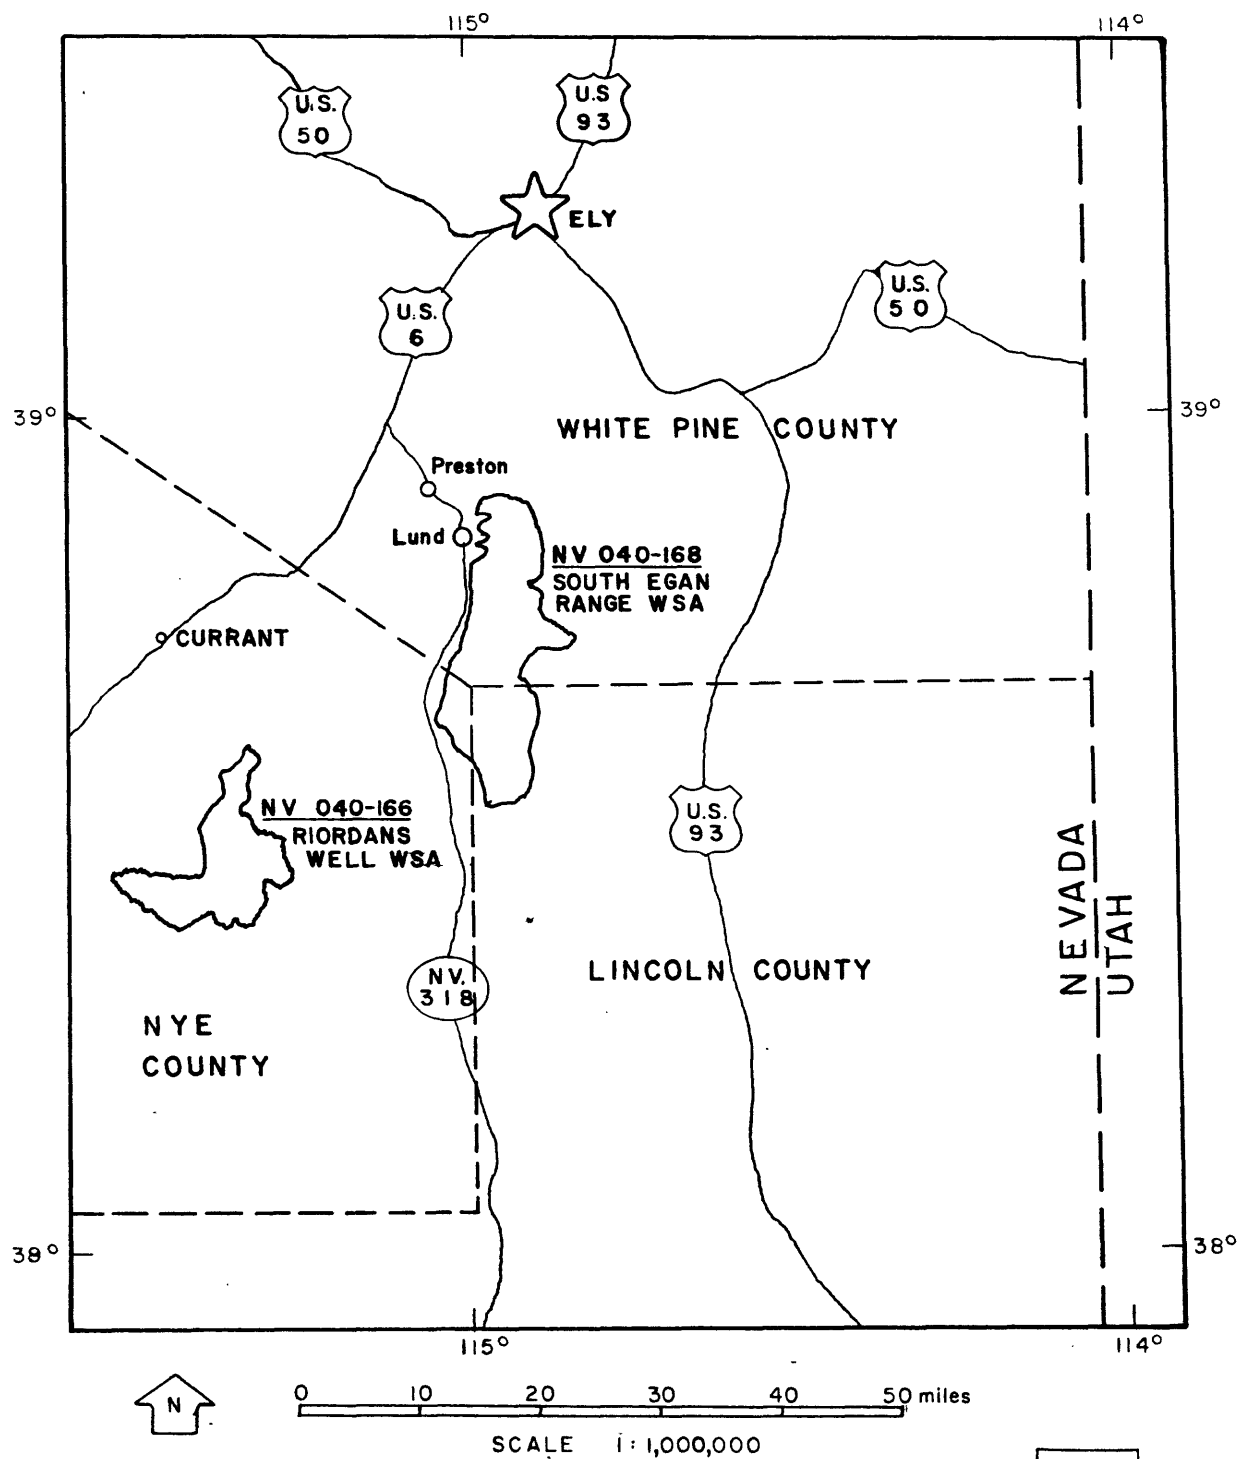 115° 114°
U.S.
50
U.S
93
ELY
U.S.
50
U.S.
6
39° 39°
WHITE PINE COUNTY
Preston
Lund
NV 040-168
SOUTH EGAN
RANGE WSA
CURRANT
NV 040-166
RIORDANS
WELL WSA
U.S.
93
NEVADA
UTAH
LINCOLN COUNTY
NV.
318
NYE
COUNTY
38° 38°
115° 114°
N
0 10 20 30 40 50 miles
SCALE 1:1,000,000